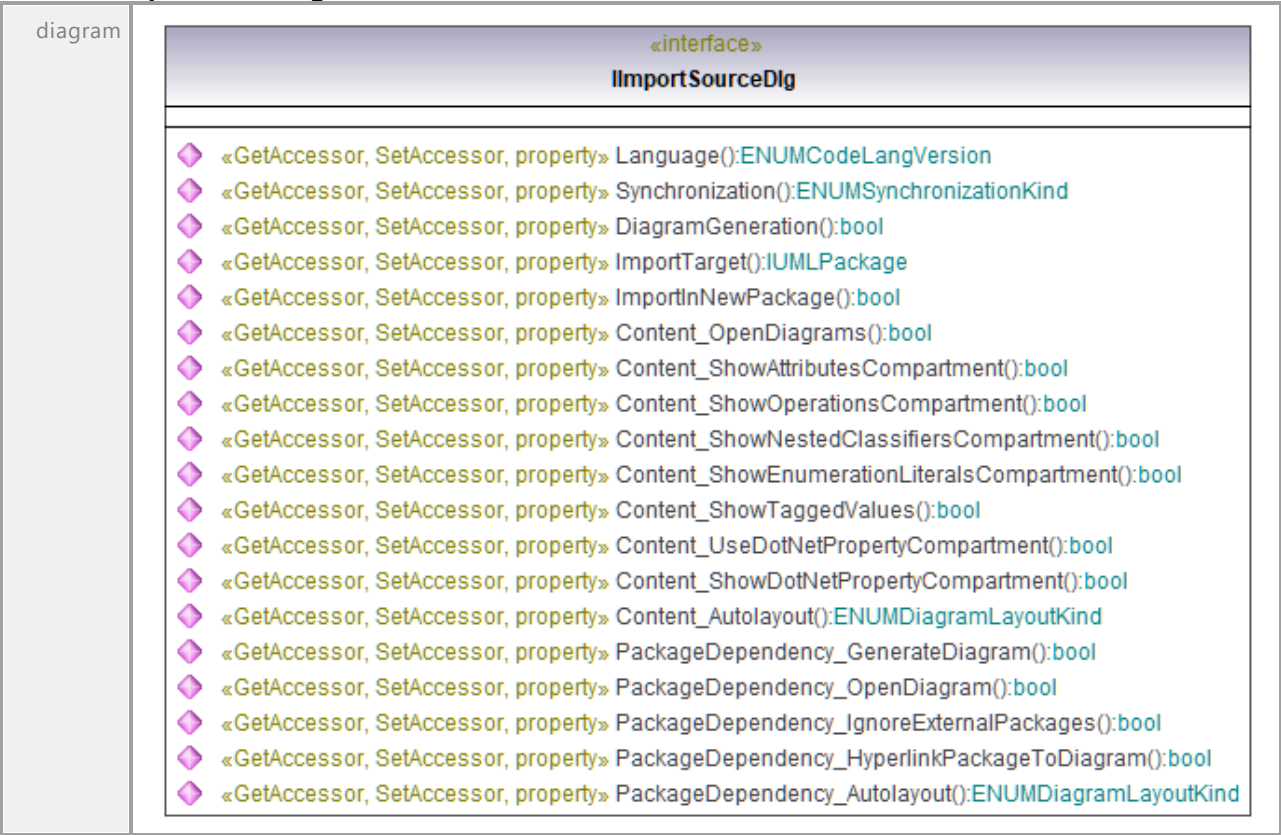 diagram
«interface»
IImportSourceDlg
«GetAccessor, SetAccessor, property» Language():ENUMCodeLangVersion
«GetAccessor, SetAccessor, property» Synchronization():ENUMSynchronizationKind
«GetAccessor, SetAccessor, property» DiagramGeneration():bool
«GetAccessor, SetAccessor, property» ImportTarget():IUMLPackage
«GetAccessor, SetAccessor, property» ImportInNewPackage():bool
«GetAccessor, SetAccessor, property» Content_OpenDiagrams():bool
«GetAccessor, SetAccessor, property» Content_ShowAttributesCompartment():bool
«GetAccessor, SetAccessor, property» Content_ShowOperationsCompartment():bool
«GetAccessor, SetAccessor, property» Content_ShowNestedClassifiersCompartment():bool
«GetAccessor, SetAccessor, property» Content_ShowEnumerationLiteralsCompartment():bool
«GetAccessor, SetAccessor, property» Content_ShowTaggedValues():bool
«GetAccessor, SetAccessor, property» Content_UseDotNetPropertyCompartment():bool
«GetAccessor, SetAccessor, property» Content_ShowDotNetPropertyCompartment():bool
«GetAccessor, SetAccessor, property» Content_Autolayout():ENUMDiagramLayoutKind
«GetAccessor, SetAccessor, property» PackageDependency_GenerateDiagram():bool
«GetAccessor, SetAccessor, property» PackageDependency_OpenDiagram():bool
«GetAccessor, SetAccessor, property» PackageDependency_IgnoreExternalPackages():bool
«GetAccessor, SetAccessor, property» PackageDependency_HyperlinkPackageToDiagram():bool
«GetAccessor, SetAccessor, property» PackageDependency_Autolayout():ENUMDiagramLayoutKind